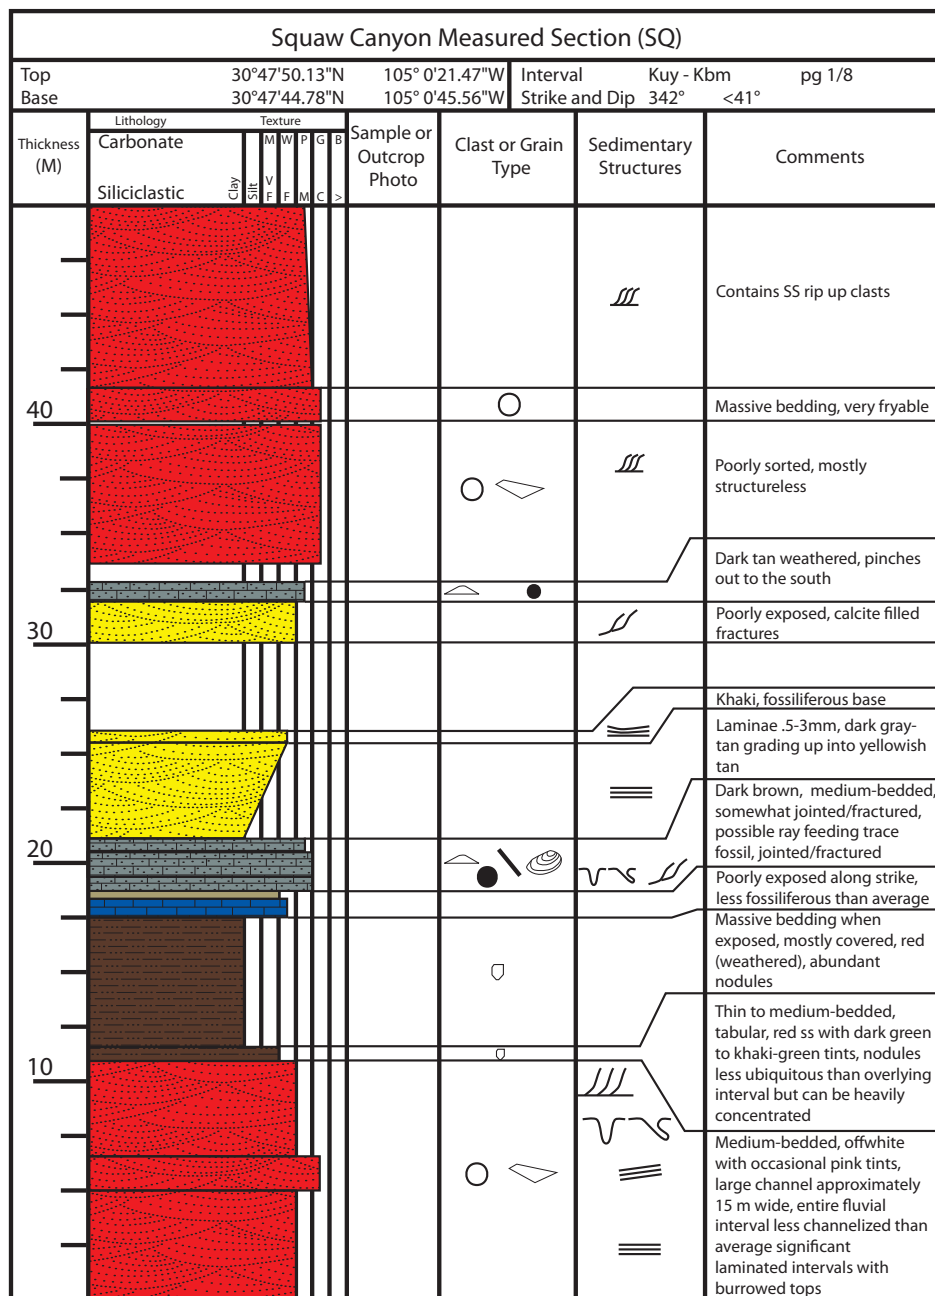 Squaw Canyon Measured Section (SQ)
Top 30°47'50.13"N 105° 0'21.47"W Interval Kuy - Kbm pg 1/8
Base 30°47'44.78"N 105° 0'45.56"W Strike and Dip 342° <41°
Thickness
(M)
Lithology Texture
Carbonate M W P G B
Siliciclastic Clay Silt V F F M C >
Sample or
Outcrop
Photo
Clast or Grain
Type
Sedimentary
Structures
Comments
Contains SS rip up clasts
40
Massive bedding, very fryable
Poorly sorted, mostly
structureless
Dark tan weathered, pinches
out to the south
30
Poorly exposed, calcite filled
fractures
Khaki, fossiliferous base
Laminae .5-3mm, dark gray-
tan grading up into yellowish
tan
Dark brown, medium-bedded,
somewhat jointed/fractured,
possible ray feeding trace
fossil, jointed/fractured
20
Poorly exposed along strike,
less fossiliferous than average
Massive bedding when
exposed, mostly covered, red
(weathered), abundant
nodules
Thin to medium-bedded,
tabular, red ss with dark green
to khaki-green tints, nodules
less ubiquitous than overlying
interval but can be heavily
concentrated
10
Medium-bedded, offwhite
with occasional pink tints,
large channel approximately
15 m wide, entire fluvial
interval less channelized than
average significant
laminated intervals with
burrowed tops